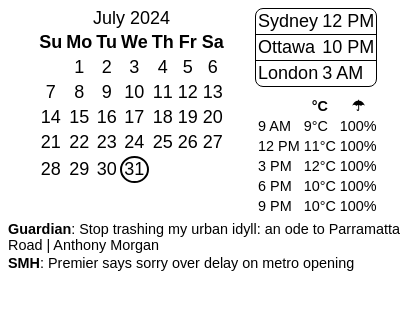 July 2024
Su Mo Tu We Th Fr Sa
1 2 3 4 5 6
7 8 9 10 11 12 13
14 15 16 17 18 19 20
21 22 23 24 25 26 27
28 29 30 31
Sydney 12 PM
Ottawa 10 PM
London 3 AM
°C ☂
9 AM 9°C 100%
12 PM 11°C 100%
3 PM 12°C 100%
6 PM 10°C 100%
9 PM 10°C 100%
Guardian: Stop trashing my urban idyll: an ode to Parramatta
Road | Anthony Morgan
SMH: Premier says sorry over delay on metro opening